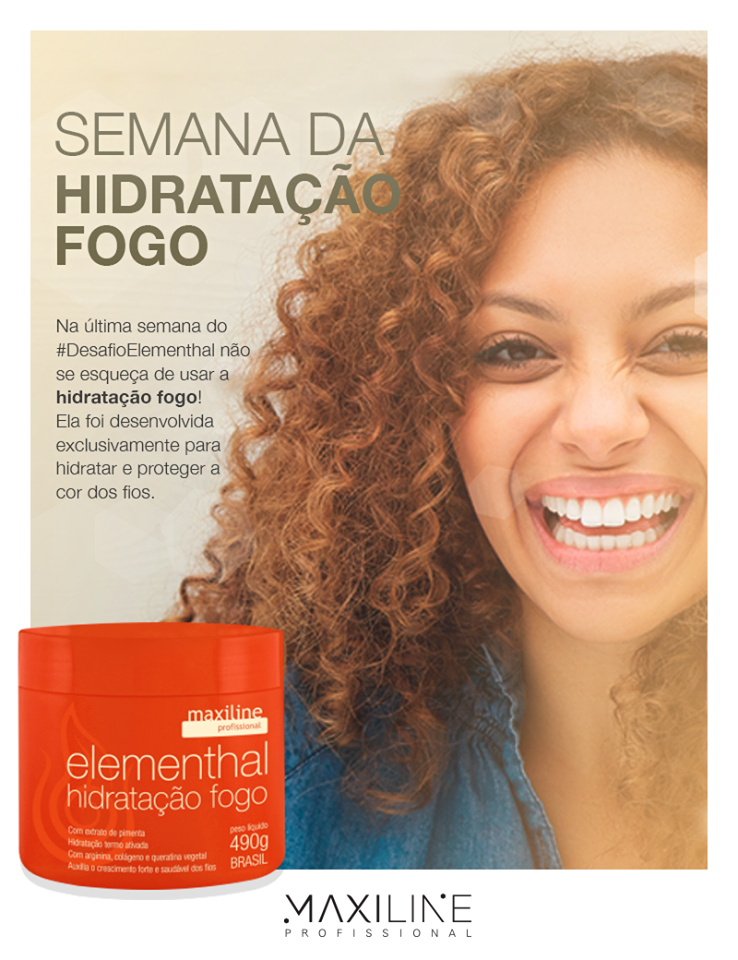 SEMANA DA
HIDRATAÇÃO
FOGO
Na última semana do
#DesafioElementhal não
se esqueça de usar a
hidratação fogo!
Ela foi desenvolvida
exclusivamente para
hidratar e proteger a
cor dos fios.
maxiline
profissional
elementhal
hidratação fogo
Com extrato de pimenta
Hidratação termo ativada
Com arginina, colágeno e queratina vegetal
Auxilia o crescimento forte e saudável dos fios
peso líquido
490g
BRASIL
MAXILINE
PROFISSIONAL